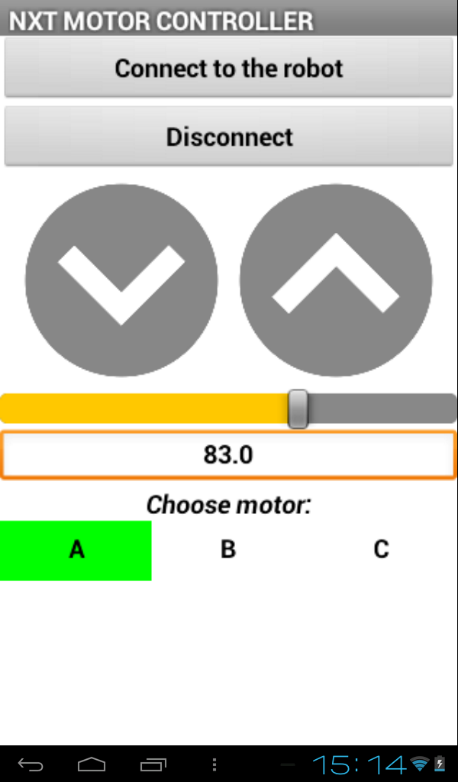 NXT MOTOR CONTROLLER
Connect to the robot
Disconnect
83.0
Choose motor:
A B C
15:14